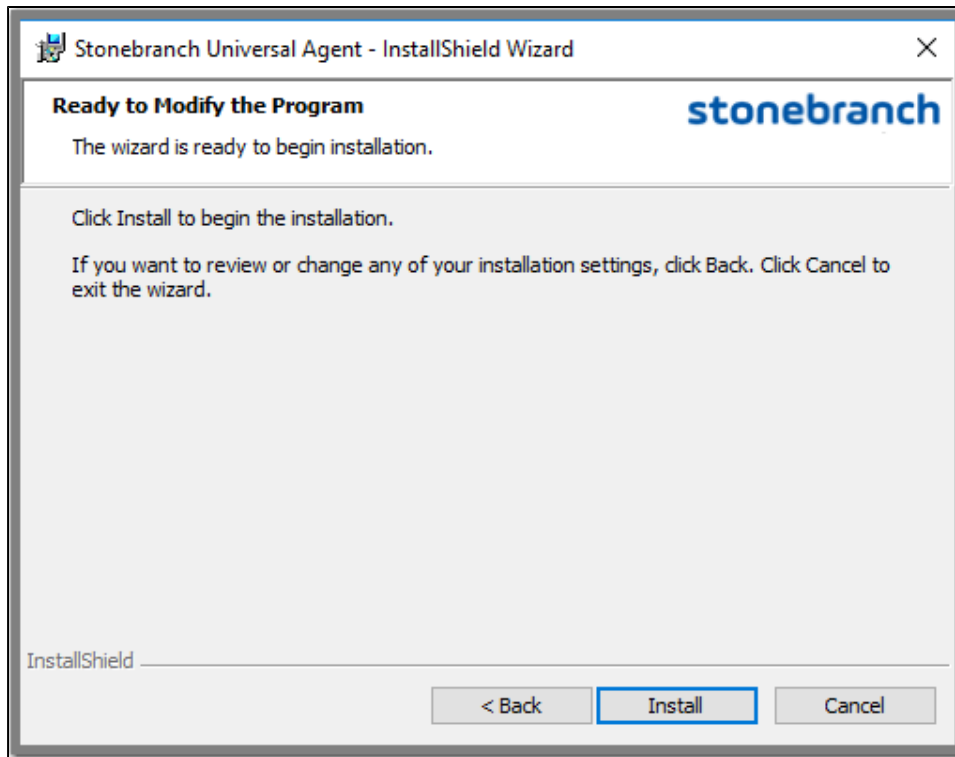 Stonebranch Universal Agent - InstallShield Wizard
Ready to Modify the Program
stonebranch
The wizard is ready to begin installation.
Click Install to begin the installation.
If you want to review or change any of your installation settings, click Back. Click Cancel to
exit the wizard.
InstallShield
< Back
Install
Cancel